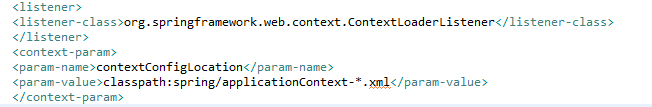 <listener>
<listener-class>org.springframework.web.context.ContextLoaderListener</listener-class>
</listener>
<context-param>
<param-name>contextConfigLocation</param-name>
<param-value>classpath:spring/applicationContext-*.xml</param-value>
</context-param>